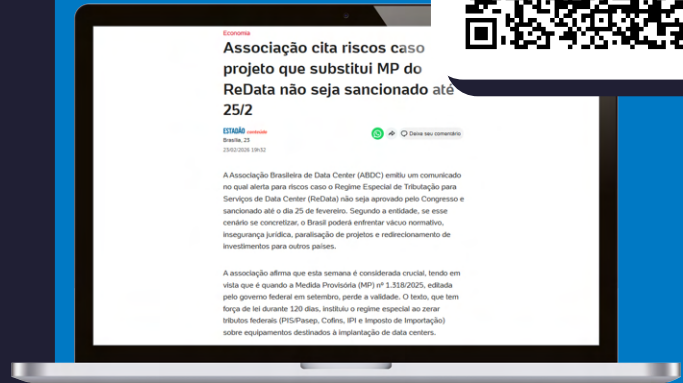 Economia
Associação cita riscos caso
projeto que substitui MP do
ReData não seja sancionado até
25/2
ESTADÃO conteúdo
Brasília, 23
23/02/2026 19h52
Deixe seu comentário
A Associação Brasileira de Data Center (ABDC) emitiu um comunicado
no qual alerta para riscos caso o Regime Especial de Tributação para
Serviços de Data Center (ReData) não seja aprovado pelo Congresso e
sancionado até o dia 25 de fevereiro. Segundo a entidade, se esse
cenário se concretizar, o Brasil poderá enfrentar vácuo normativo,
insegurança jurídica, paralisação de projetos e redirecionamento de
investimentos para outros países.
A associação afirma que esta semana é considerada crucial, tendo em
vista que é quando a Medida Provisória (MP) nº 1.318/2025, editada
pelo governo federal em setembro, perde a validade. O texto, que tem
força de lei durante 120 dias, instituiu o regime especial ao zerar
tributos federais (PIS/Pasep, Cofins, IPI e Imposto de Importação)
sobre equipamentos destinados à implantação de data centers.